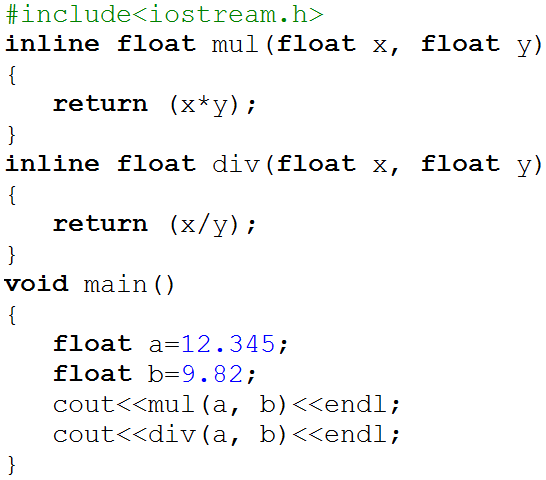 #include<iostream.h>
inline float mul(float x, float y)
{
   return (x*y);
}
inline float div(float x, float y)
{
   return (x/y);
}
void main()
{
   float a=12.345;
   float b=9.82;
   cout<<mul(a, b)<<endl;
   cout<<div(a, b)<<endl;
}